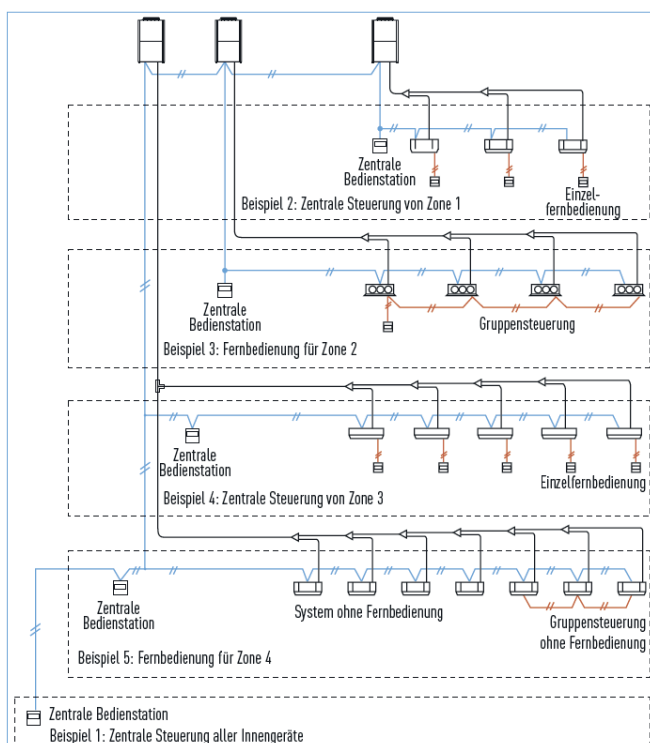 Zentrale
Bedienstation
Einzel-
fernbedienung
Beispiel 2: Zentrale Steuerung von Zone 1
Zentrale
Bedienstation
Gruppensteuerung
Beispiel 3: Fernbedienung für Zone 2
Zentrale
Bedienstation
Einzelfernbedienung
Beispiel 4: Zentrale Steuerung von Zone 3
Zentrale
Bedienstation
System ohne Fernbedienung
Gruppensteuerung
ohne Fernbedienung
Beispiel 5: Fernbedienung für Zone 4
Zentrale Bedienstation
Beispiel 1: Zentrale Steuerung aller Innengeräte